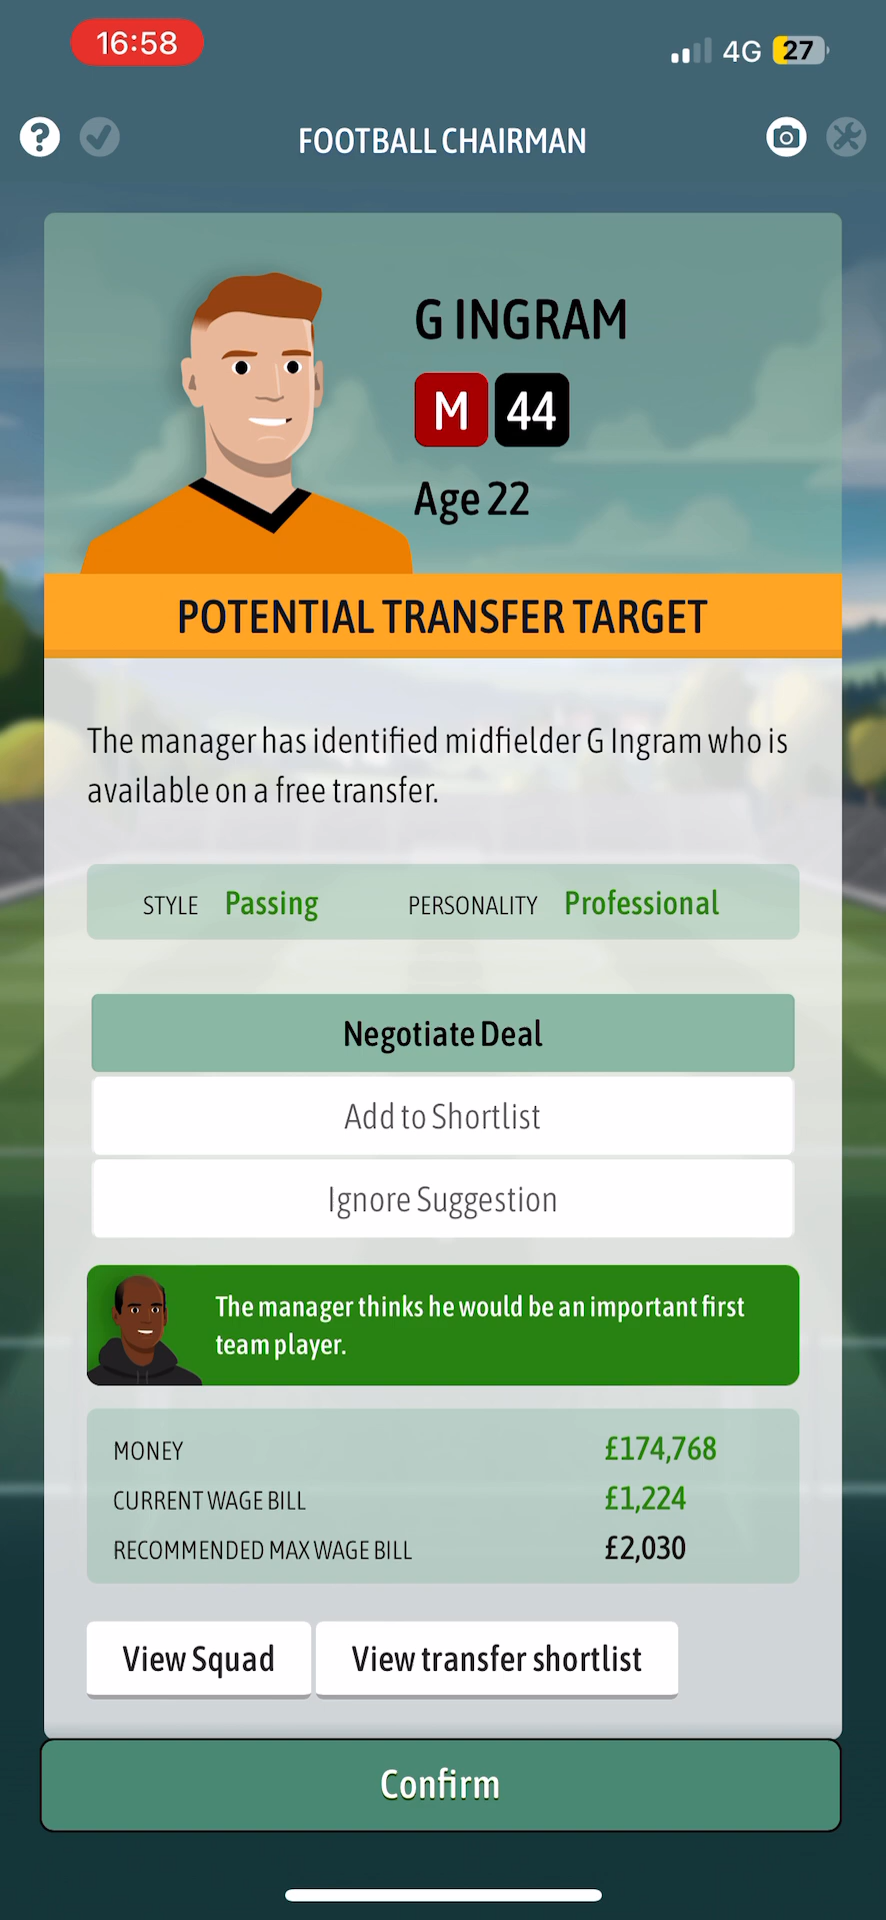 16:58
4G 27
FOOTBALL CHAIRMAN
G INGRAM
M 44
Age 22
POTENTIAL TRANSFER TARGET
The manager has identified midfielder G Ingram who is
available on a free transfer.
STYLE Passing PERSONALITY Professional
Negotiate Deal
Add to Shortlist
Ignore Suggestion
The manager thinks he would be an important first
team player.
MONEY £174,768
CURRENT WAGE BILL £1,224
RECOMMENDED MAX WAGE BILL £2,030
View Squad View transfer shortlist
Confirm